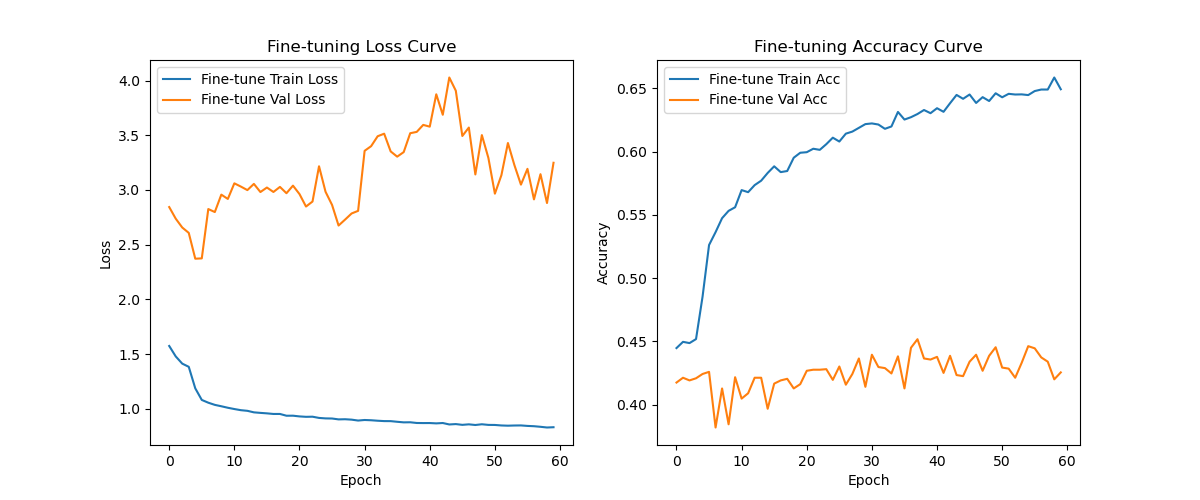 Fine-tuning Loss Curve
Fine-tune Train Loss
Fine-tune Val Loss
Loss
4.0
3.5
3.0
2.5
2.0
1.5
1.0
0 10 20 30 40 50 60
Epoch
Fine-tuning Accuracy Curve
Fine-tune Train Acc
Fine-tune Val Acc
Accuracy
0.65
0.60
0.55
0.50
0.45
0.40
0 10 20 30 40 50 60
Epoch